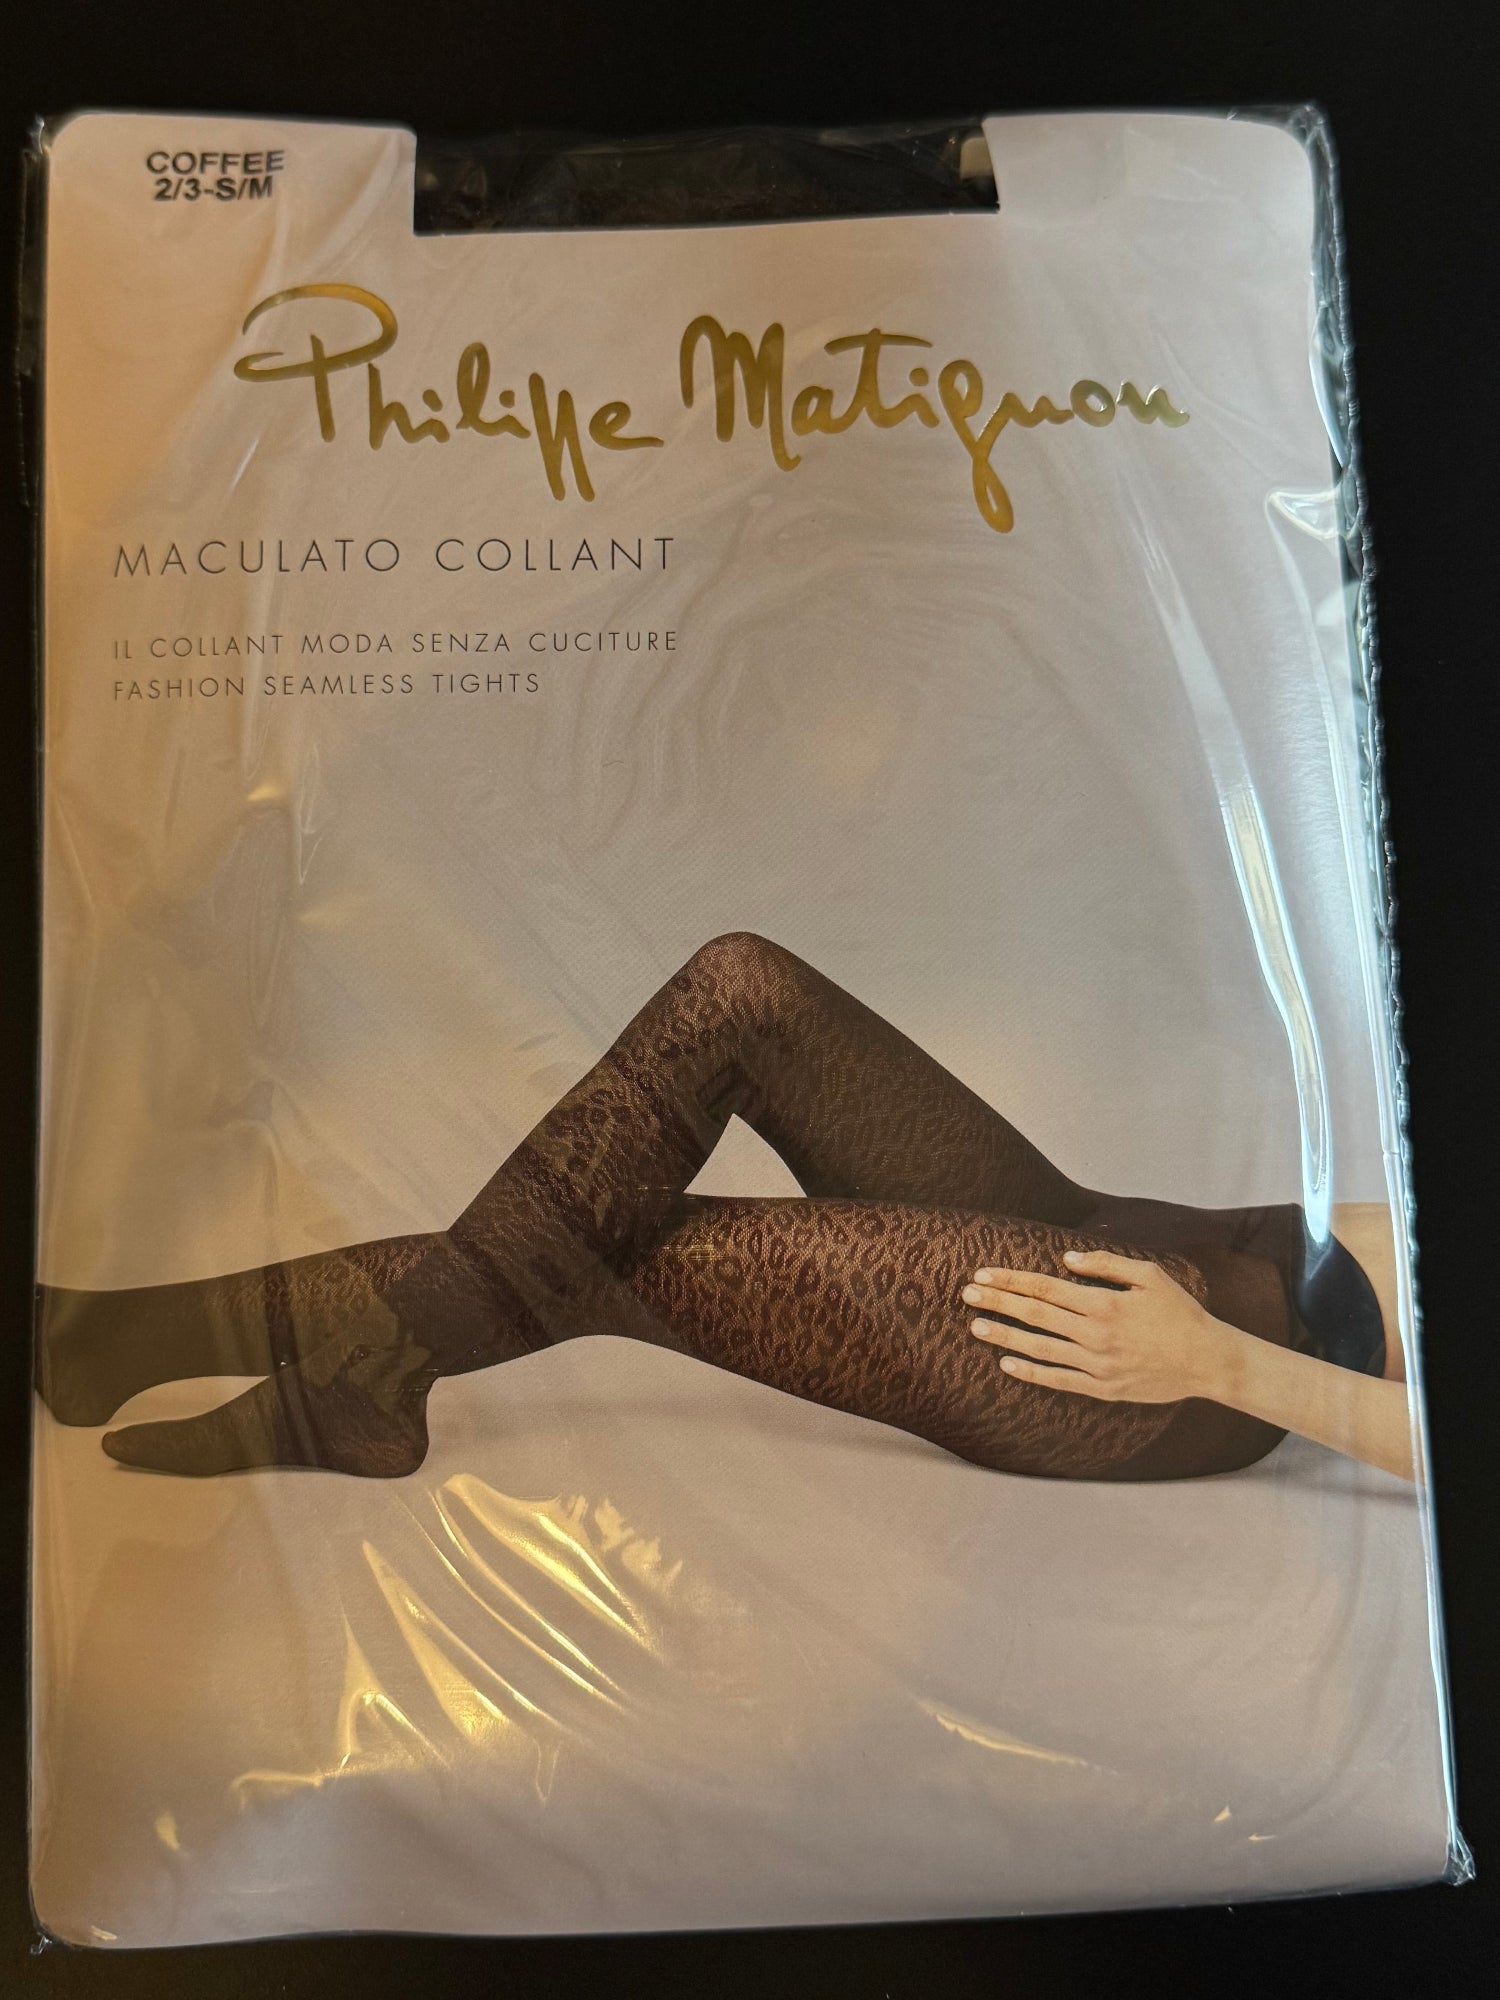 COFFEE
2/3-S/M
Philippe Matignon
MACULATO COLLANT
IL COLLANT MODA SENZA CUCITURE
FASHION SEAMLESS TIGHTS